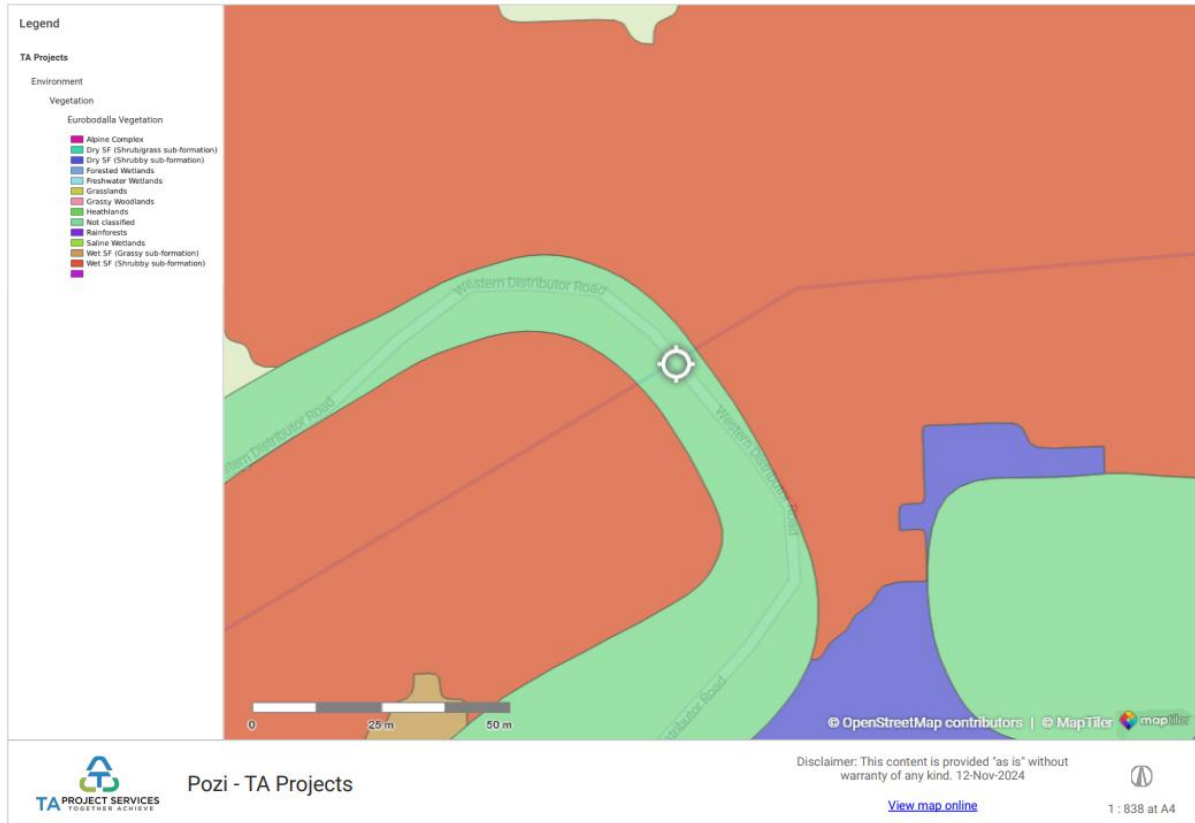 Legend
TA Projects
Environment
Vegetation
Eurobodalla Vegetation
Alpine Complex
Dry SF (Shrub/grass sub-formation)
Dry SF (Shrubby sub-formation)
Forested Wetlands
Freshwater Wetlands
Grasslands
Grassy Woodlands
Heathlands
Not classified
Rainforests
Saline Wetlands
Wet SF (Grassy sub-formation)
Wet SF (Shrubby sub-formation)
Western Distributor Road
stern Distributor Road
Western Distributor Road
stributor Road
0 25 m 50 m
© OpenStreetMap contributors | © MapTiler maptiler
TA PROJECT SERVICES
TOGETHER ACHIEVE
Pozi - TA Projects
Disclaimer: This content is provided "as is" without
warranty of any kind. 12-Nov-2024
View map online
1 : 838 at A4